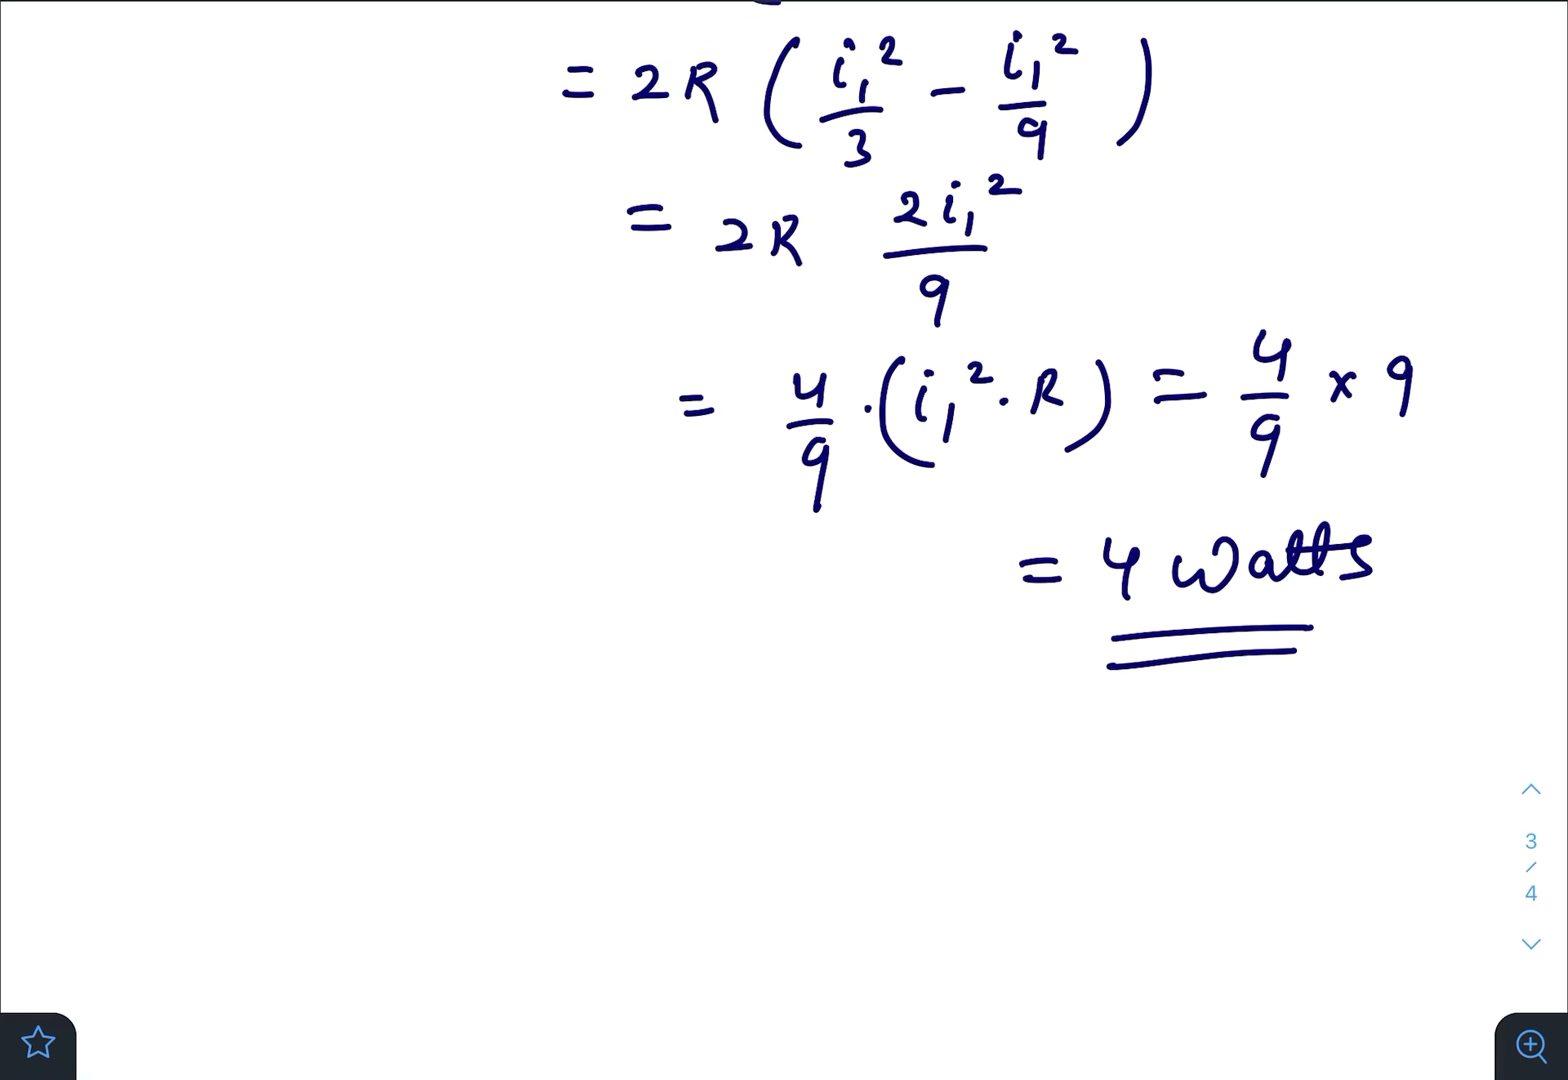 = 2R ( i₁²/3 - i₁²/9 )
= 2R 2i₁²/9
= 4/9 · (i₁² · R) = 4/9 × 9
= 4 Watts
3
/
4